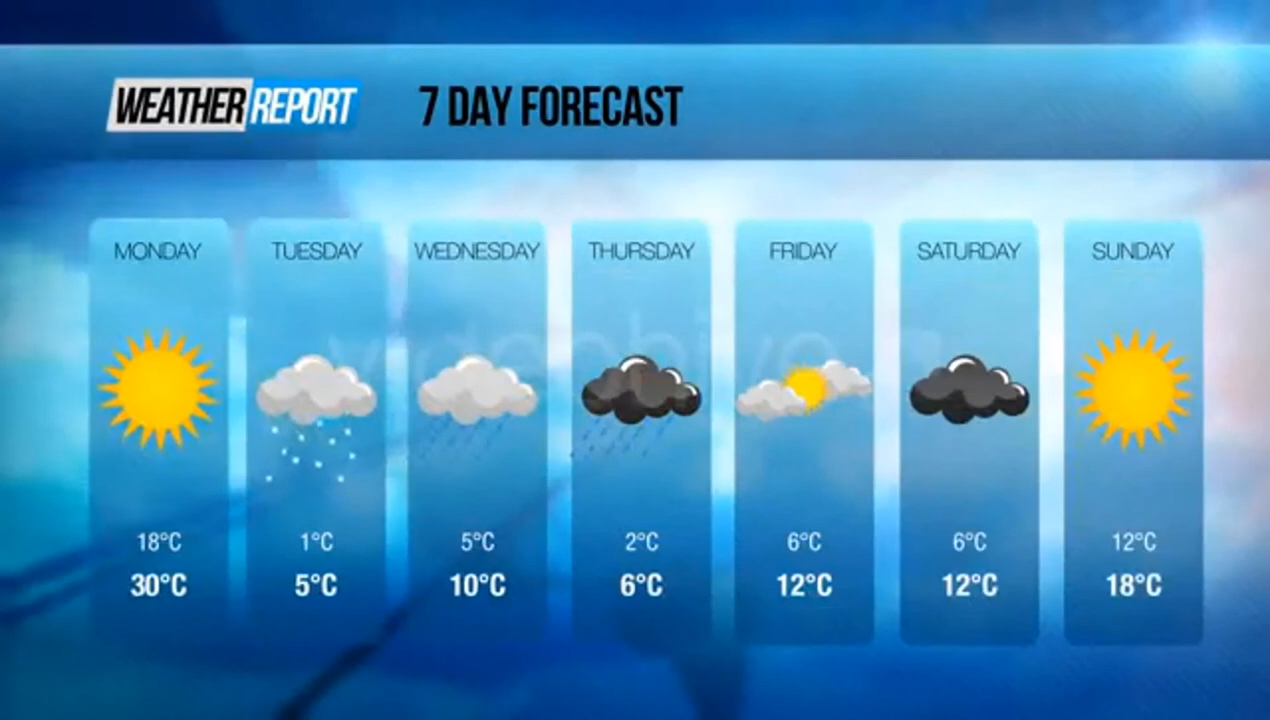 WEATHER REPORT
7 DAY FORECAST
MONDAY
18°C
30°C
TUESDAY
1°C
5°C
WEDNESDAY
5°C
10°C
THURSDAY
2°C
6°C
FRIDAY
6°C
12°C
SATURDAY
6°C
12°C
SUNDAY
12°C
18°C
videohive